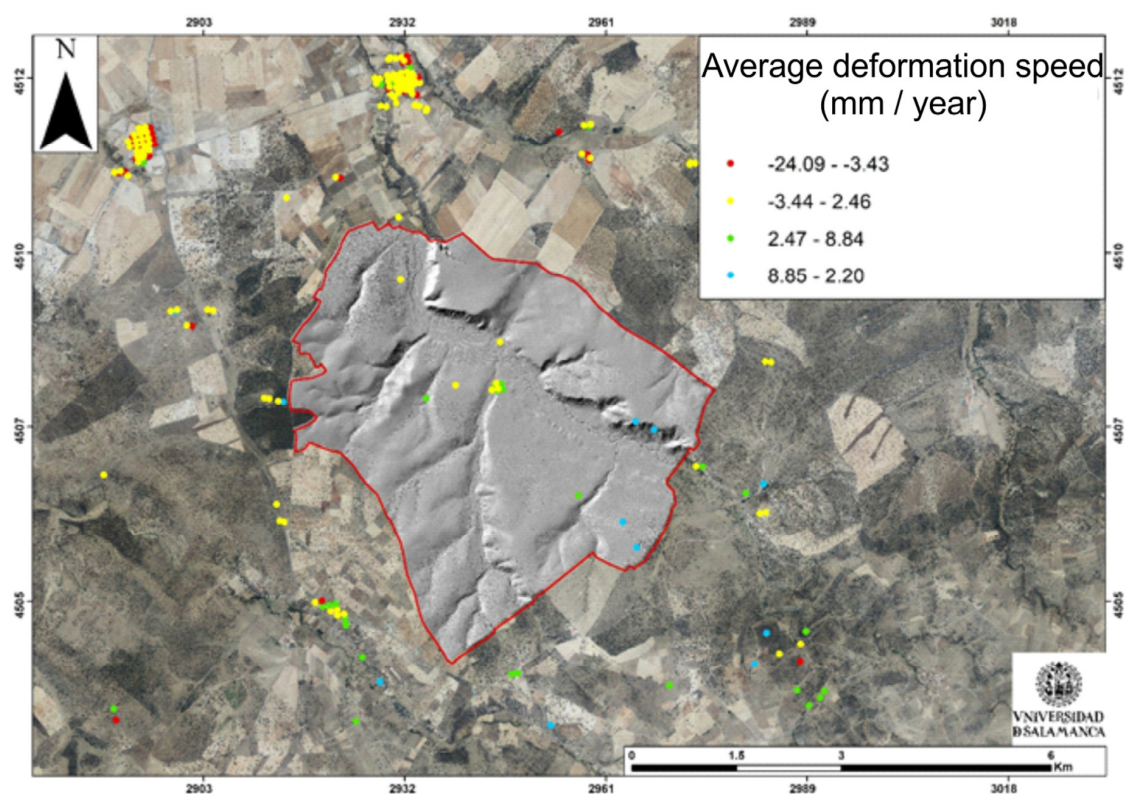 2903 2932 2961 2989 3018
N
Average deformation speed
(mm / year)
-24.09 - -3.43
-3.44 - 2.46
2.47 - 8.84
8.85 - 2.20
4512 4512
4510 4510
4507 4507
4505 4505
VNIVERSIDAD
D SALAMANCA
0 1.5 3 6
Km
2903 2932 2961 2989 3018